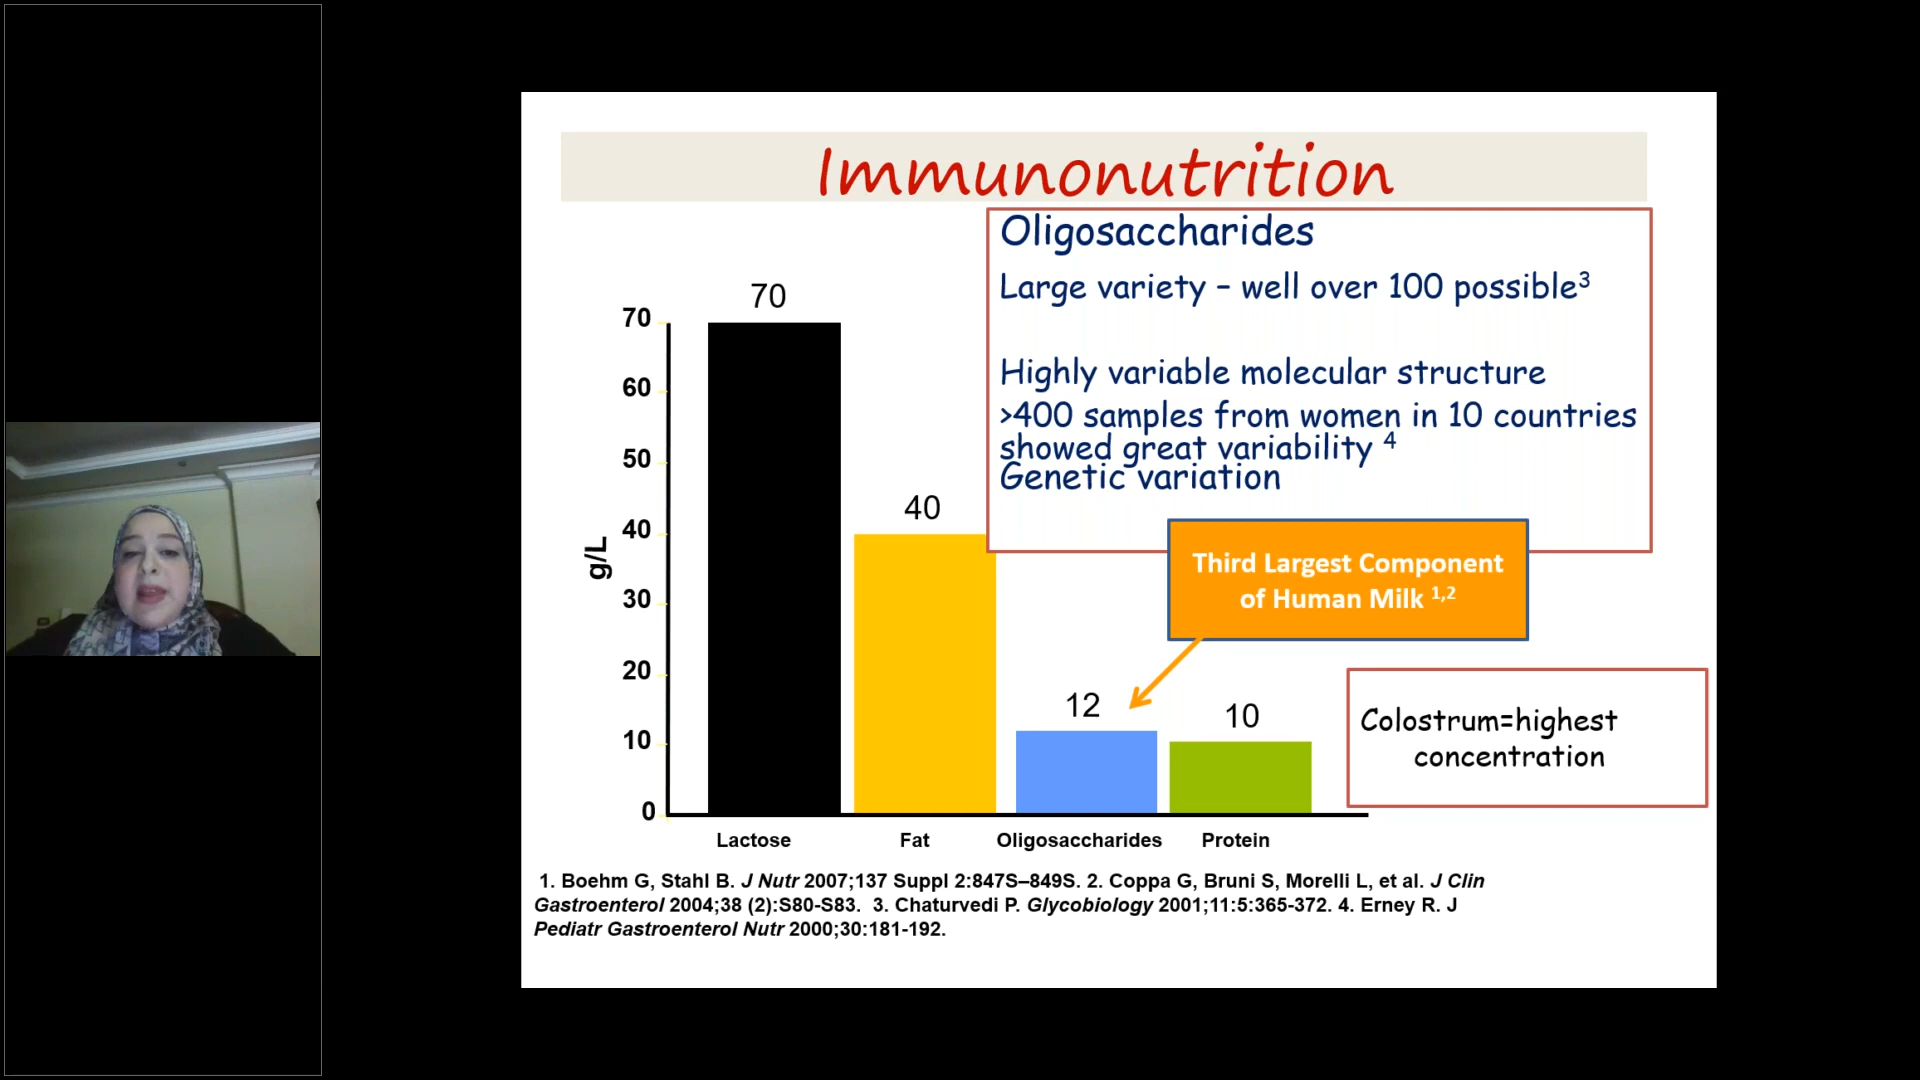 Immunonutrition
Oligosaccharides
Large variety – well over 100 possible³
Highly variable molecular structure
>400 samples from women in 10 countries
showed great variability ⁴
Genetic variation
Third Largest Component
of Human Milk ¹,²
Colostrum=highest
concentration
g/L
70
60
50
40
30
20
10
0
70
40
12
10
Lactose
Fat
Oligosaccharides
Protein
1. Boehm G, Stahl B. J Nutr 2007;137 Suppl 2:847S–849S. 2. Coppa G, Bruni S, Morelli L, et al. J Clin
Gastroenterol 2004;38 (2):S80-S83. 3. Chaturvedi P. Glycobiology 2001;11:5:365-372. 4. Erney R. J
Pediatr Gastroenterol Nutr 2000;30:181-192.